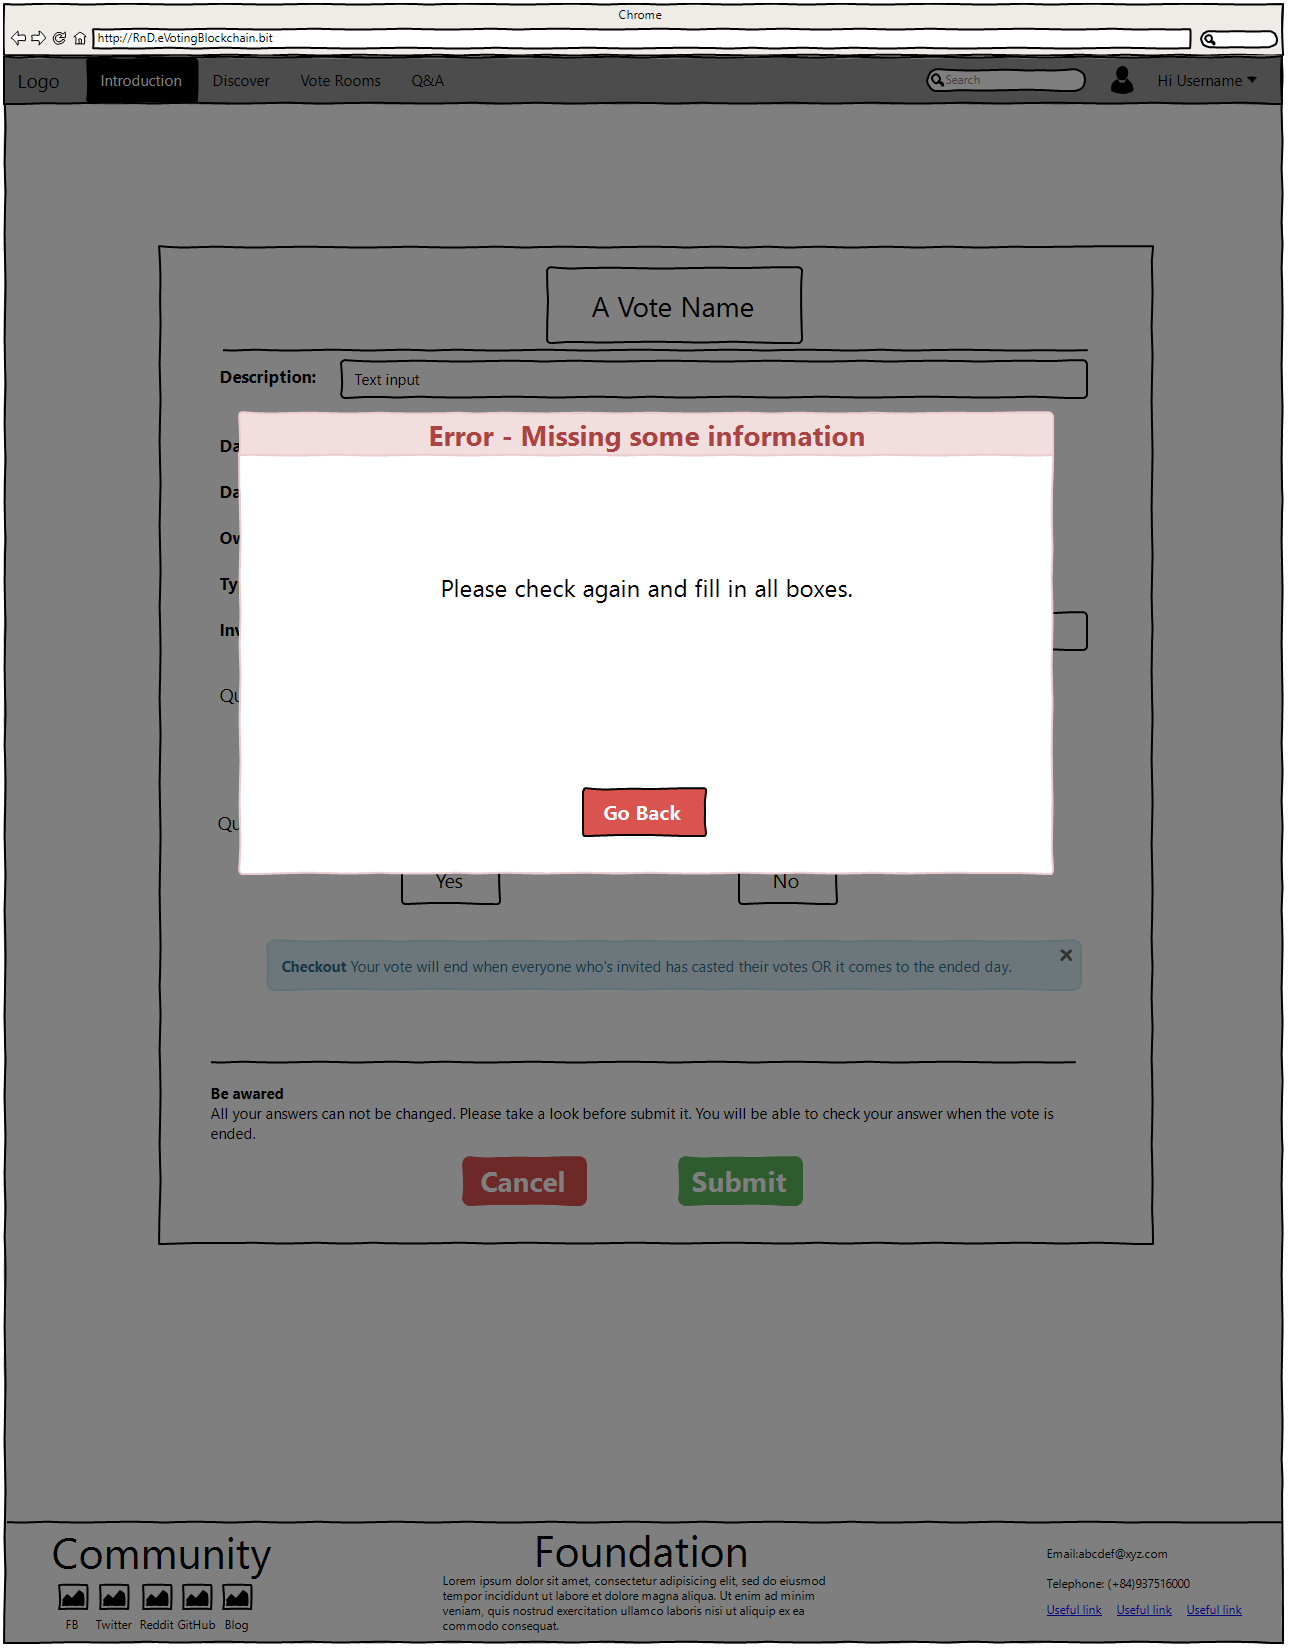 Chrome
http://RnD.eVotingBlockchain.bit
Logo Introduction Discover Vote Rooms Q&A Search Hi Username
A Vote Name
Description: Text input
Error - Missing some information
Da
Da
Ow
Ty
Please check again and fill in all boxes.
Inv
Qu
Go Back
Qu
Yes No
Checkout Your vote will end when everyone who's invited has casted their votes OR it comes to the ended day.
Be awared
All your answers can not be changed. Please take a look before submit it. You will be able to check your answer when the vote is
ended.
Cancel Submit
Community
FB Twitter Reddit GitHub Blog
Foundation
Lorem ipsum dolor sit amet, consectetur adipisicing elit, sed do eiusmod
tempor incididunt ut labore et dolore magna aliqua. Ut enim ad minim
veniam, quis nostrud exercitation ullamco laboris nisi ut aliquip ex ea
commodo consequat.
Email:abcdef@xyz.com
Telephone: (+84)937516000
Useful link Useful link Useful link